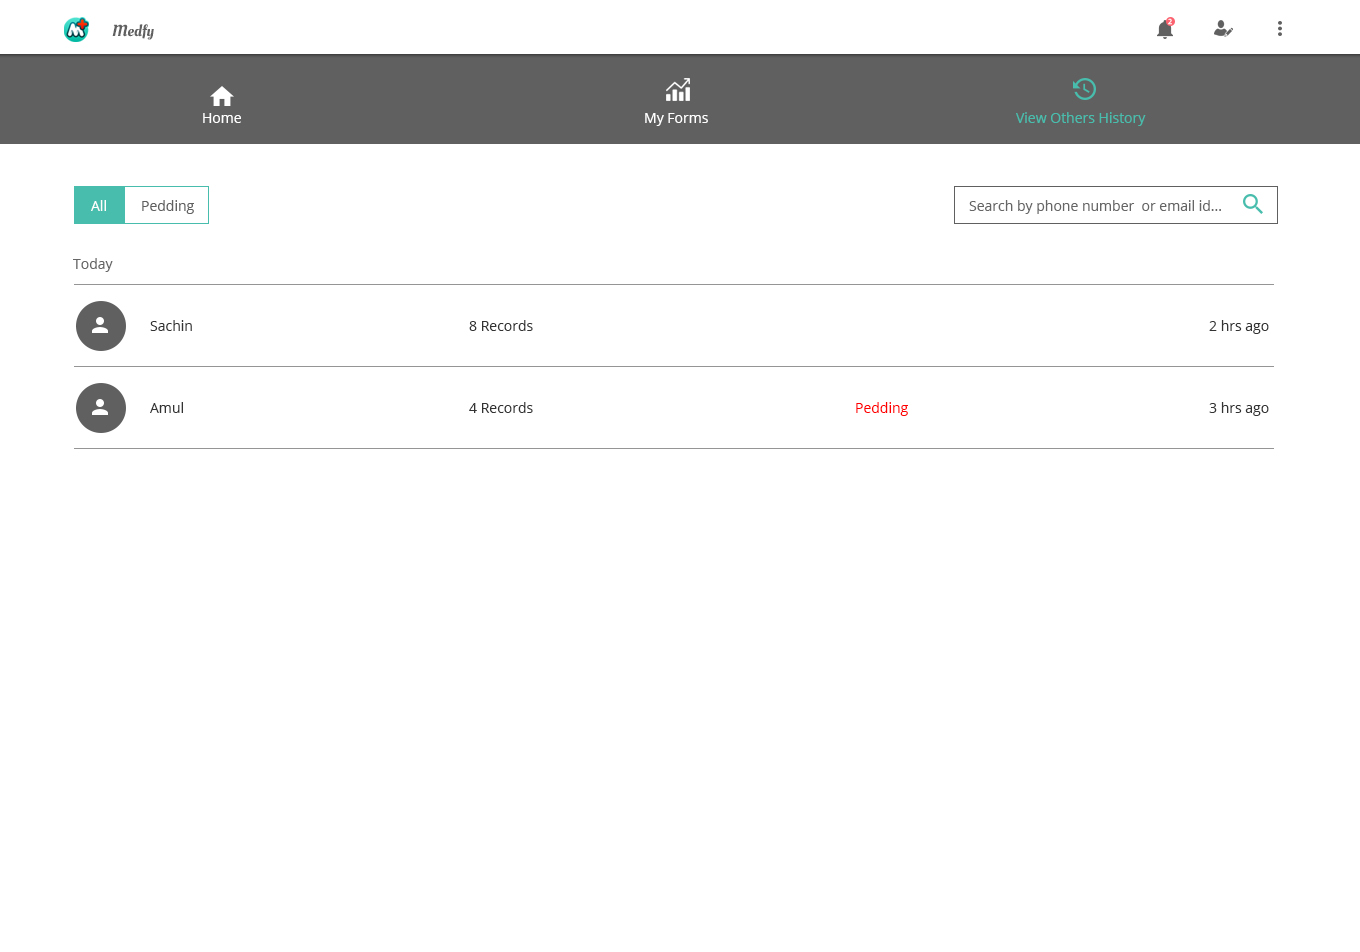 Medfy
2
Home
My Forms
View Others History
All
Pedding
Search by phone number  or email id...
Today
Sachin
8 Records
2 hrs ago
Amul
4 Records
Pedding
3 hrs ago